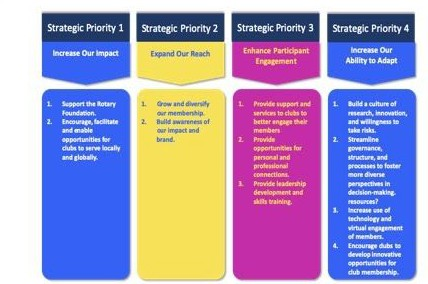 Strategic Priority 1
Increase Our Impact
1. Support the Rotary
Foundation.
2. Encourage, facilitate
and enable
opportunities for
clubs to serve locally
and globally.
Strategic Priority 2
Expand Our Reach
1. Grow and diversify
our membership.
2. Build awareness of
our impact and
brand.
Strategic Priority 3
Enhance Participant
Engagement
1. Provide support and
services to clubs to
better engage their
members
2. Provide
opportunities for
personal and
professional
connections.
3. Provide leadership
development and
skills training.
Strategic Priority 4
Increase Our
Ability to Adapt
1. Build a culture of
research, innovation,
and willingness to
take risks.
2. Streamline
governance,
structure, and
processes to foster
more diverse
perspectives in
decision-making.
resources?
3. Increase use of
technology and
virtual engagement
of members.
4. Encourage clubs to
develop innovative
opportunities for
club membership.